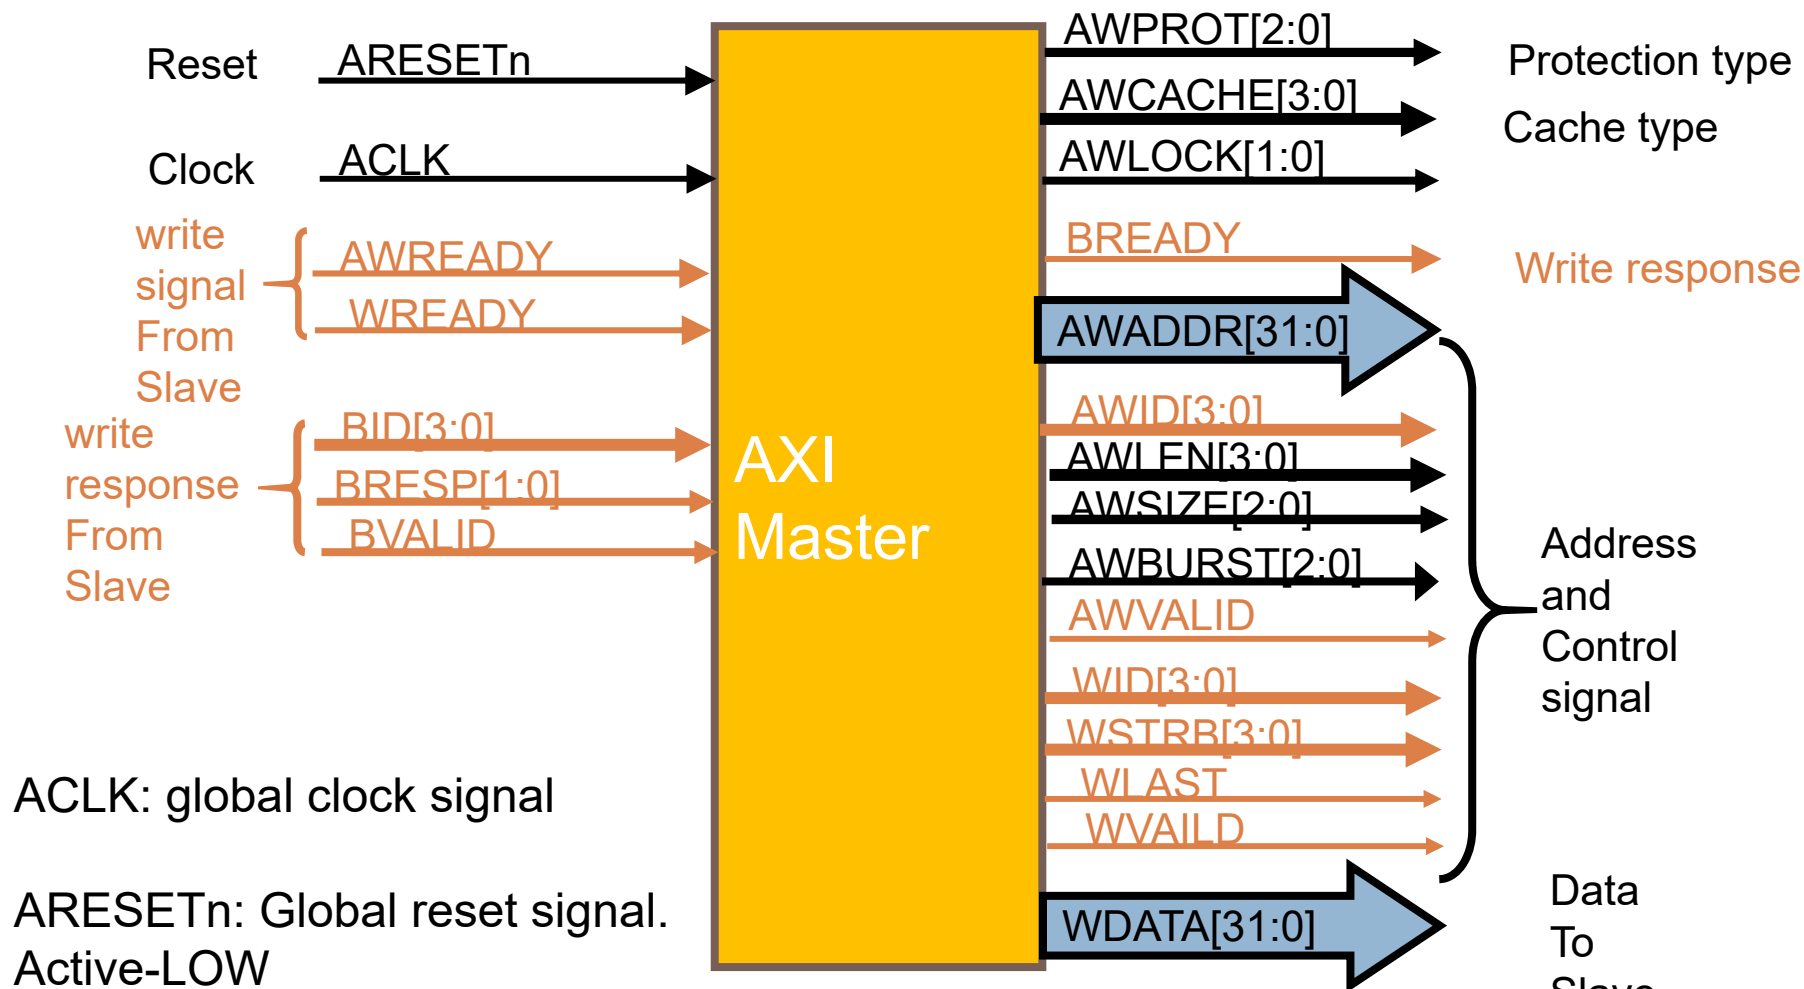 Reset
ARESETn
Clock
ACLK
write
signal
From
Slave
AWREADY
WREADY
write
response
From
Slave
BID[3:0]
BRESP[1:0]
BVALID
AXI
Master
AWPROT[2:0]
Protection type
AWCACHE[3:0]
Cache type
AWLOCK[1:0]
BREADY
Write response
AWADDR[31:0]
AWID[3:0]
AWLEN[3:0]
AWSIZE[2:0]
AWBURST[2:0]
AWVALID
WID[3:0]
WSTRB[3:0]
WLAST
WVAILD
Address
and
Control
signal
WDATA[31:0]
Data
To
Slave
ACLK: global clock signal
ARESETn: Global reset signal.
Active-LOW